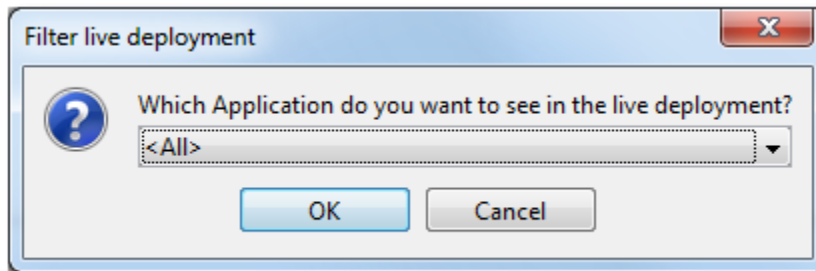 Filter live deployment
Which Application do you want to see in the live deployment?
<All>
OK
Cancel